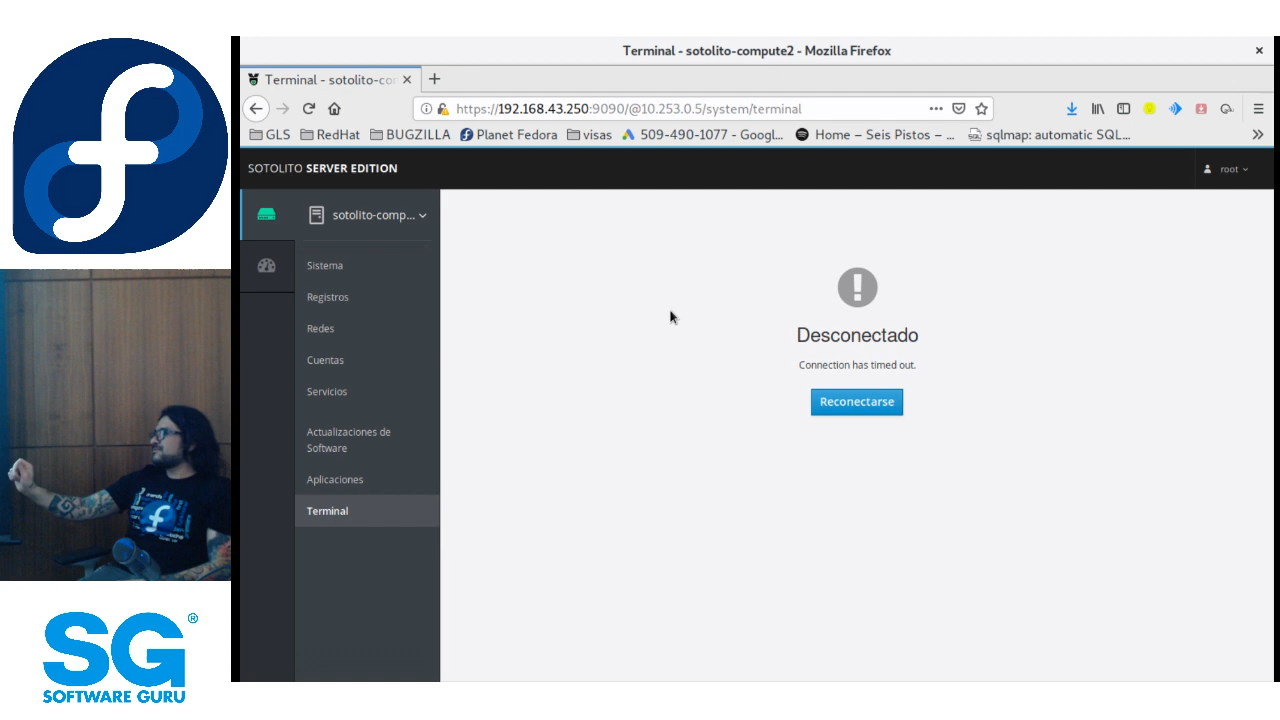 Terminal - sotolito-compute2 - Mozilla Firefox
Terminal - sotolito-co
https://192.168.43.250:9090/@10.253.0.5/system/terminal
GLS RedHat BUGZILLA Planet Fedora visas 509-490-1077 - Googl... Home – Seis Pistos – ... sqlmap: automatic SQL...
SOTOLITO SERVER EDITION
root
sotolito-comp...
Sistema
Registros
Redes
Cuentas
Servicios
Actualizaciones de
Software
Aplicaciones
Terminal
Desconectado
Connection has timed out.
Reconectarse
SG®
SOFTWARE GURU